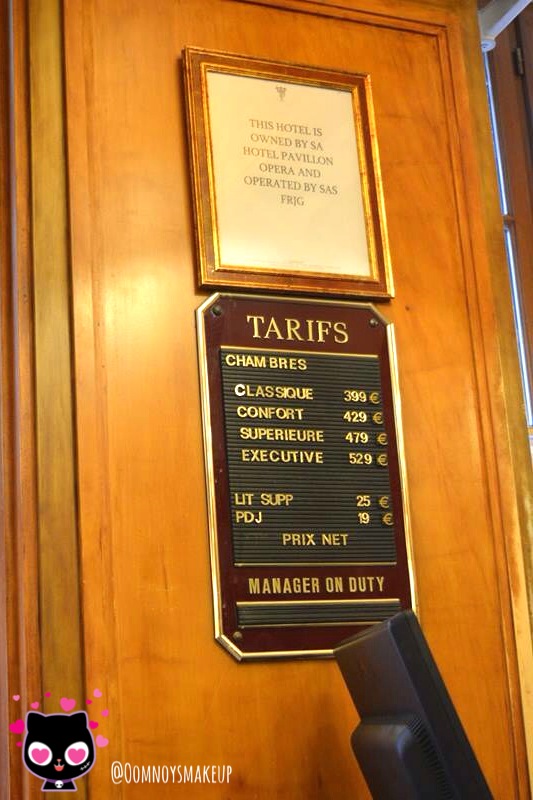 THIS HOTEL IS
OWNED BY SA
HOTEL PAVILLON
OPERA AND
OPERATED BY SAS
FRJG
TARIFS
CHAMBRES
CLASSIQUE 399 €
CONFORT 429 €
SUPERIEURE 479 €
EXECUTIVE 529 €
LIT SUPP 25 €
PDJ 19 €
PRIX NET
MANAGER ON DUTY
@Oomnoysmakeup